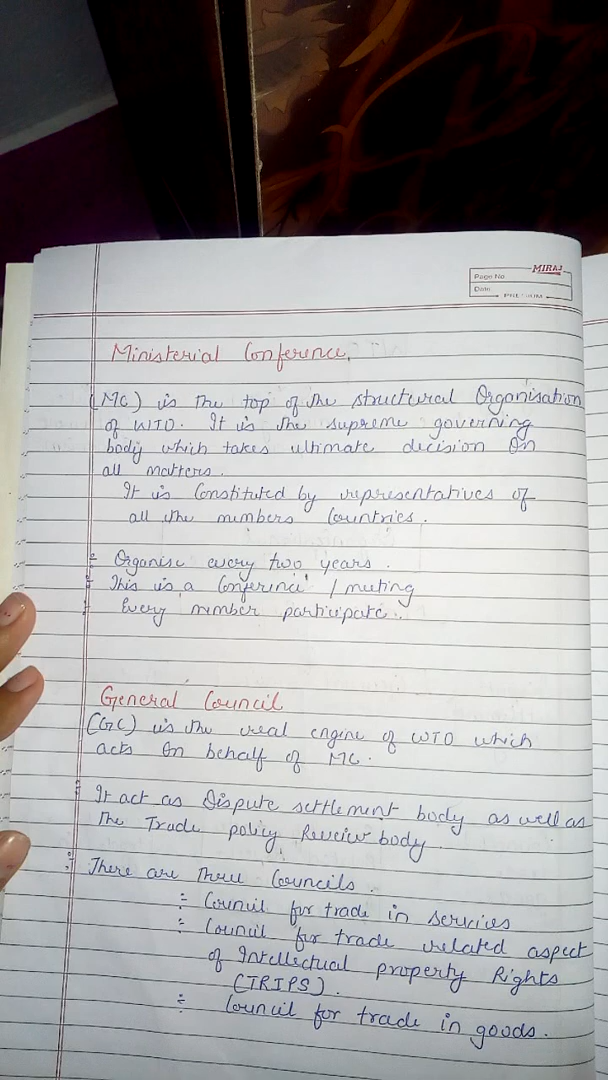 MIRAJ
Page No
Date
PREMIUM
Ministerial Conference,
(MC) is the top of the structural Organisation
of WTO. It is the supreme governing
body which takes ultimate decision on
all matters.
It is Constituted by representatives of
all the members Countries.
÷ Organise every two years.
÷ This is a Conference / meeting
÷ Every member participate.
General Council
(GC) is the real engine of WTO which
acts on behalf of MC.
÷ It act as Dispute settlement body as well as
the Trade policy Review body.
÷ There are three Councils.
÷ Council for trade in services
÷ Council for trade related aspect
of Intellectual property Rights
(TRIPS).
÷ Council for trade in goods.